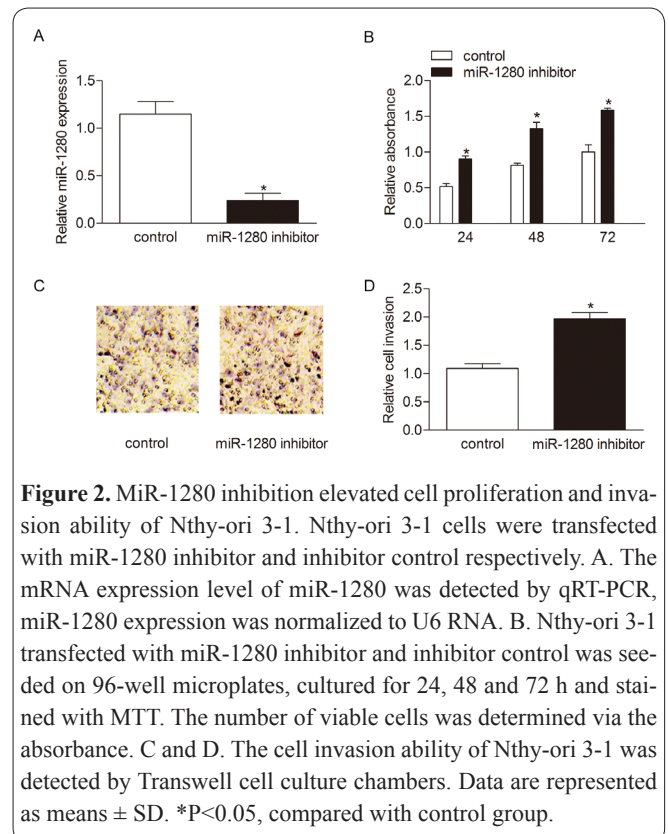 A
Relative miR-1280 expression
1.5
1.0
0.5
0.0
*
control
miR-1280 inhibitor
B
control
miR-1280 inhibitor
Relative absorbance
2.0
1.5
1.0
0.5
0.0
*
*
*
24
48
72
C
control
miR-1280 inhibitor
D
Relative cell invasion
2.5
2.0
1.5
1.0
0.5
0.0
*
control
miR-1280 inhibitor
Figure 2. MiR-1280 inhibition elevated cell proliferation and inva-
sion ability of Nthy-ori 3-1. Nthy-ori 3-1 cells were transfected
with miR-1280 inhibitor and inhibitor control respectively. A. The
mRNA expression level of miR-1280 was detected by qRT-PCR,
miR-1280 expression was normalized to U6 RNA. B. Nthy-ori 3-1
transfected with miR-1280 inhibitor and inhibitor control was see-
ded on 96-well microplates, cultured for 24, 48 and 72 h and stai-
ned with MTT. The number of viable cells was determined via the
absorbance. C and D. The cell invasion ability of Nthy-ori 3-1 was
detected by Transwell cell culture chambers. Data are represented
as means ± SD. *P<0.05, compared with control group.